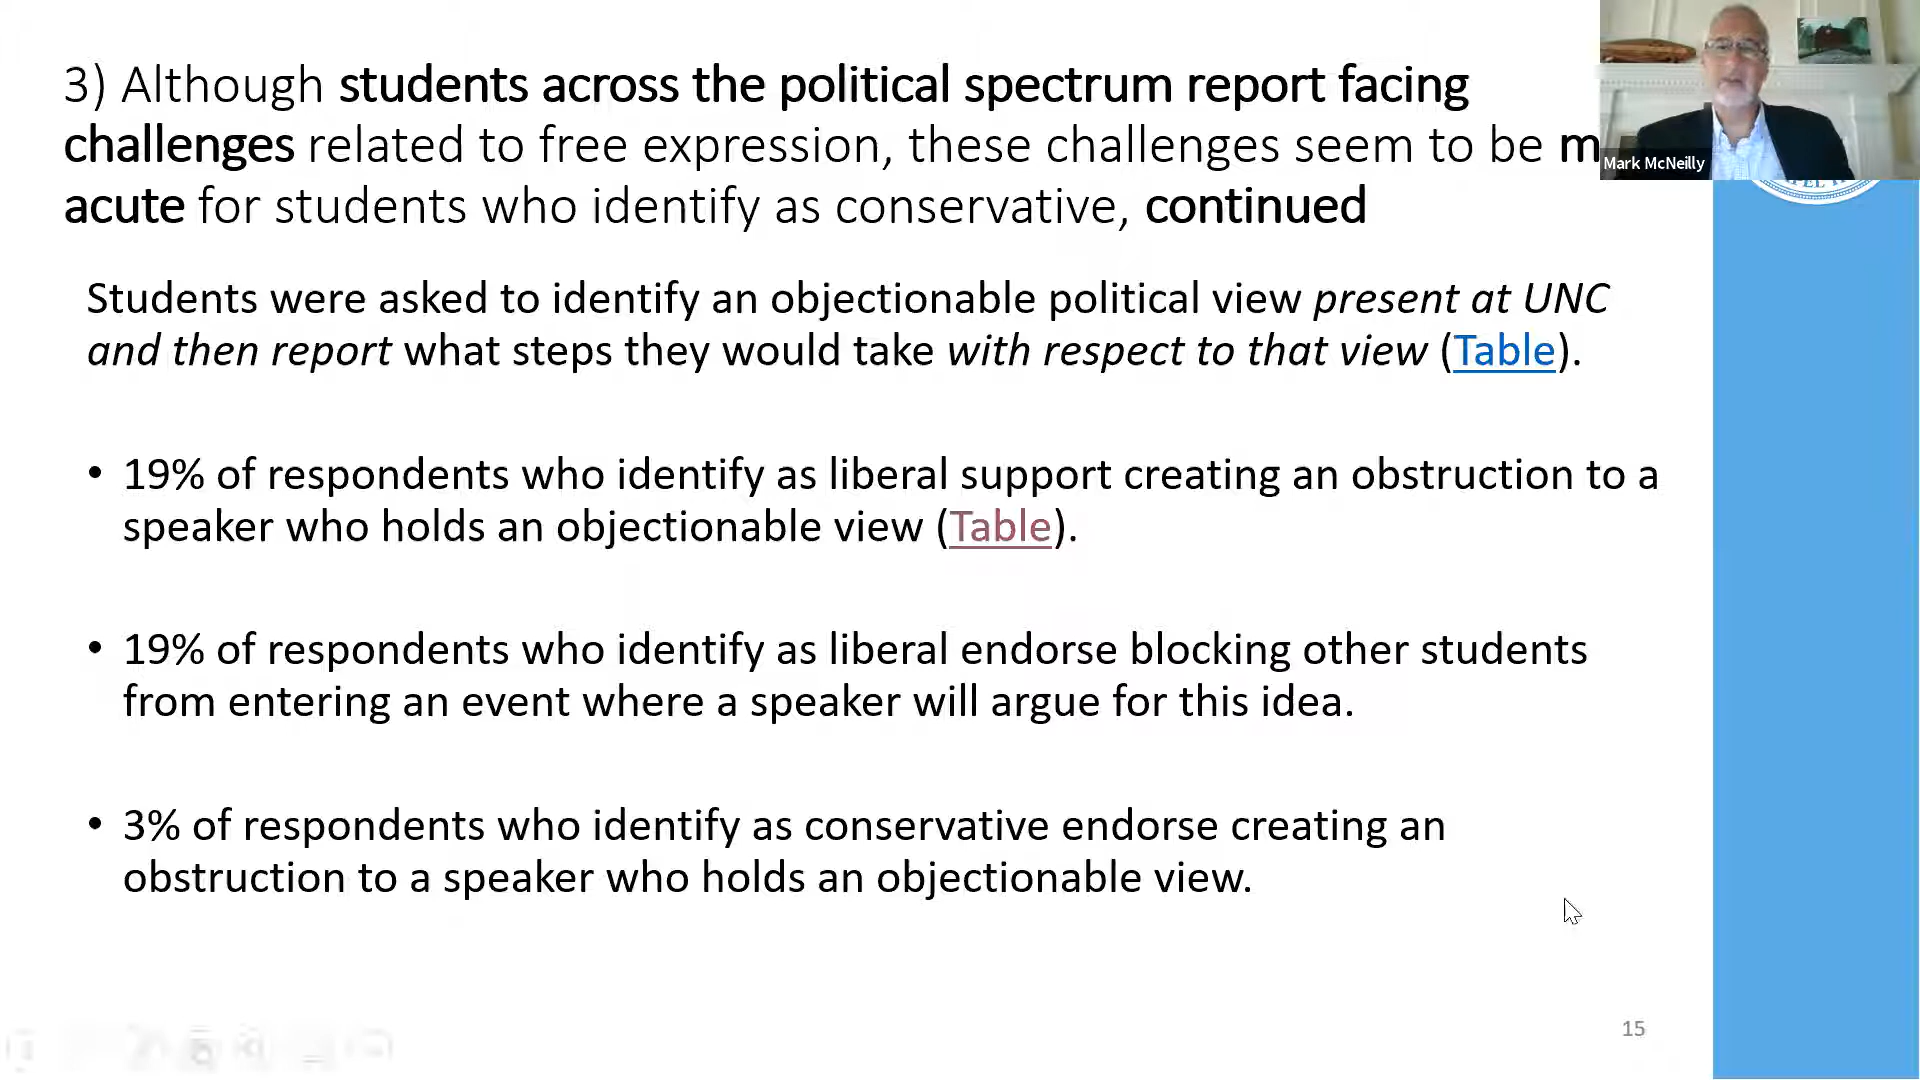 3) Although students across the political spectrum report facing
challenges related to free expression, these challenges seem to be
acute for students who identify as conservative, continued
Mark McNeilly
Students were asked to identify an objectionable political view present at UNC
and then report what steps they would take with respect to that view (Table).
• 19% of respondents who identify as liberal support creating an obstruction to a
speaker who holds an objectionable view (Table).
• 19% of respondents who identify as liberal endorse blocking other students
from entering an event where a speaker will argue for this idea.
• 3% of respondents who identify as conservative endorse creating an
obstruction to a speaker who holds an objectionable view.
15